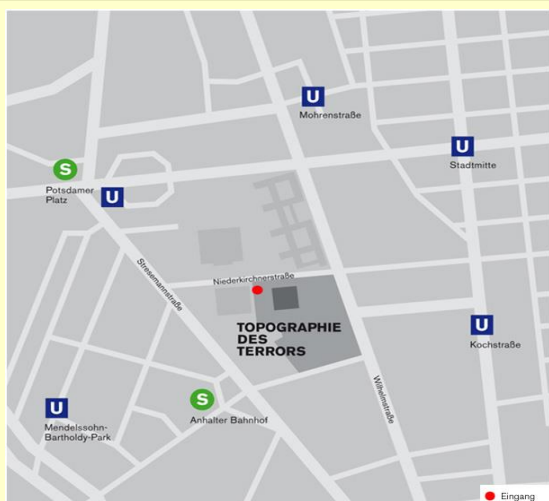 U
Mohrenstraße
U
Stadtmitte
S
Potsdamer
Platz
U
Stresemannstraße
Niederkirchnerstraße
TOPOGRAPHIE
DES
TERRORS
U
Kochstraße
Wilhelmstraße
S
Anhalter Bahnhof
U
Mendelssohn-
Bartholdy-Park
Eingang